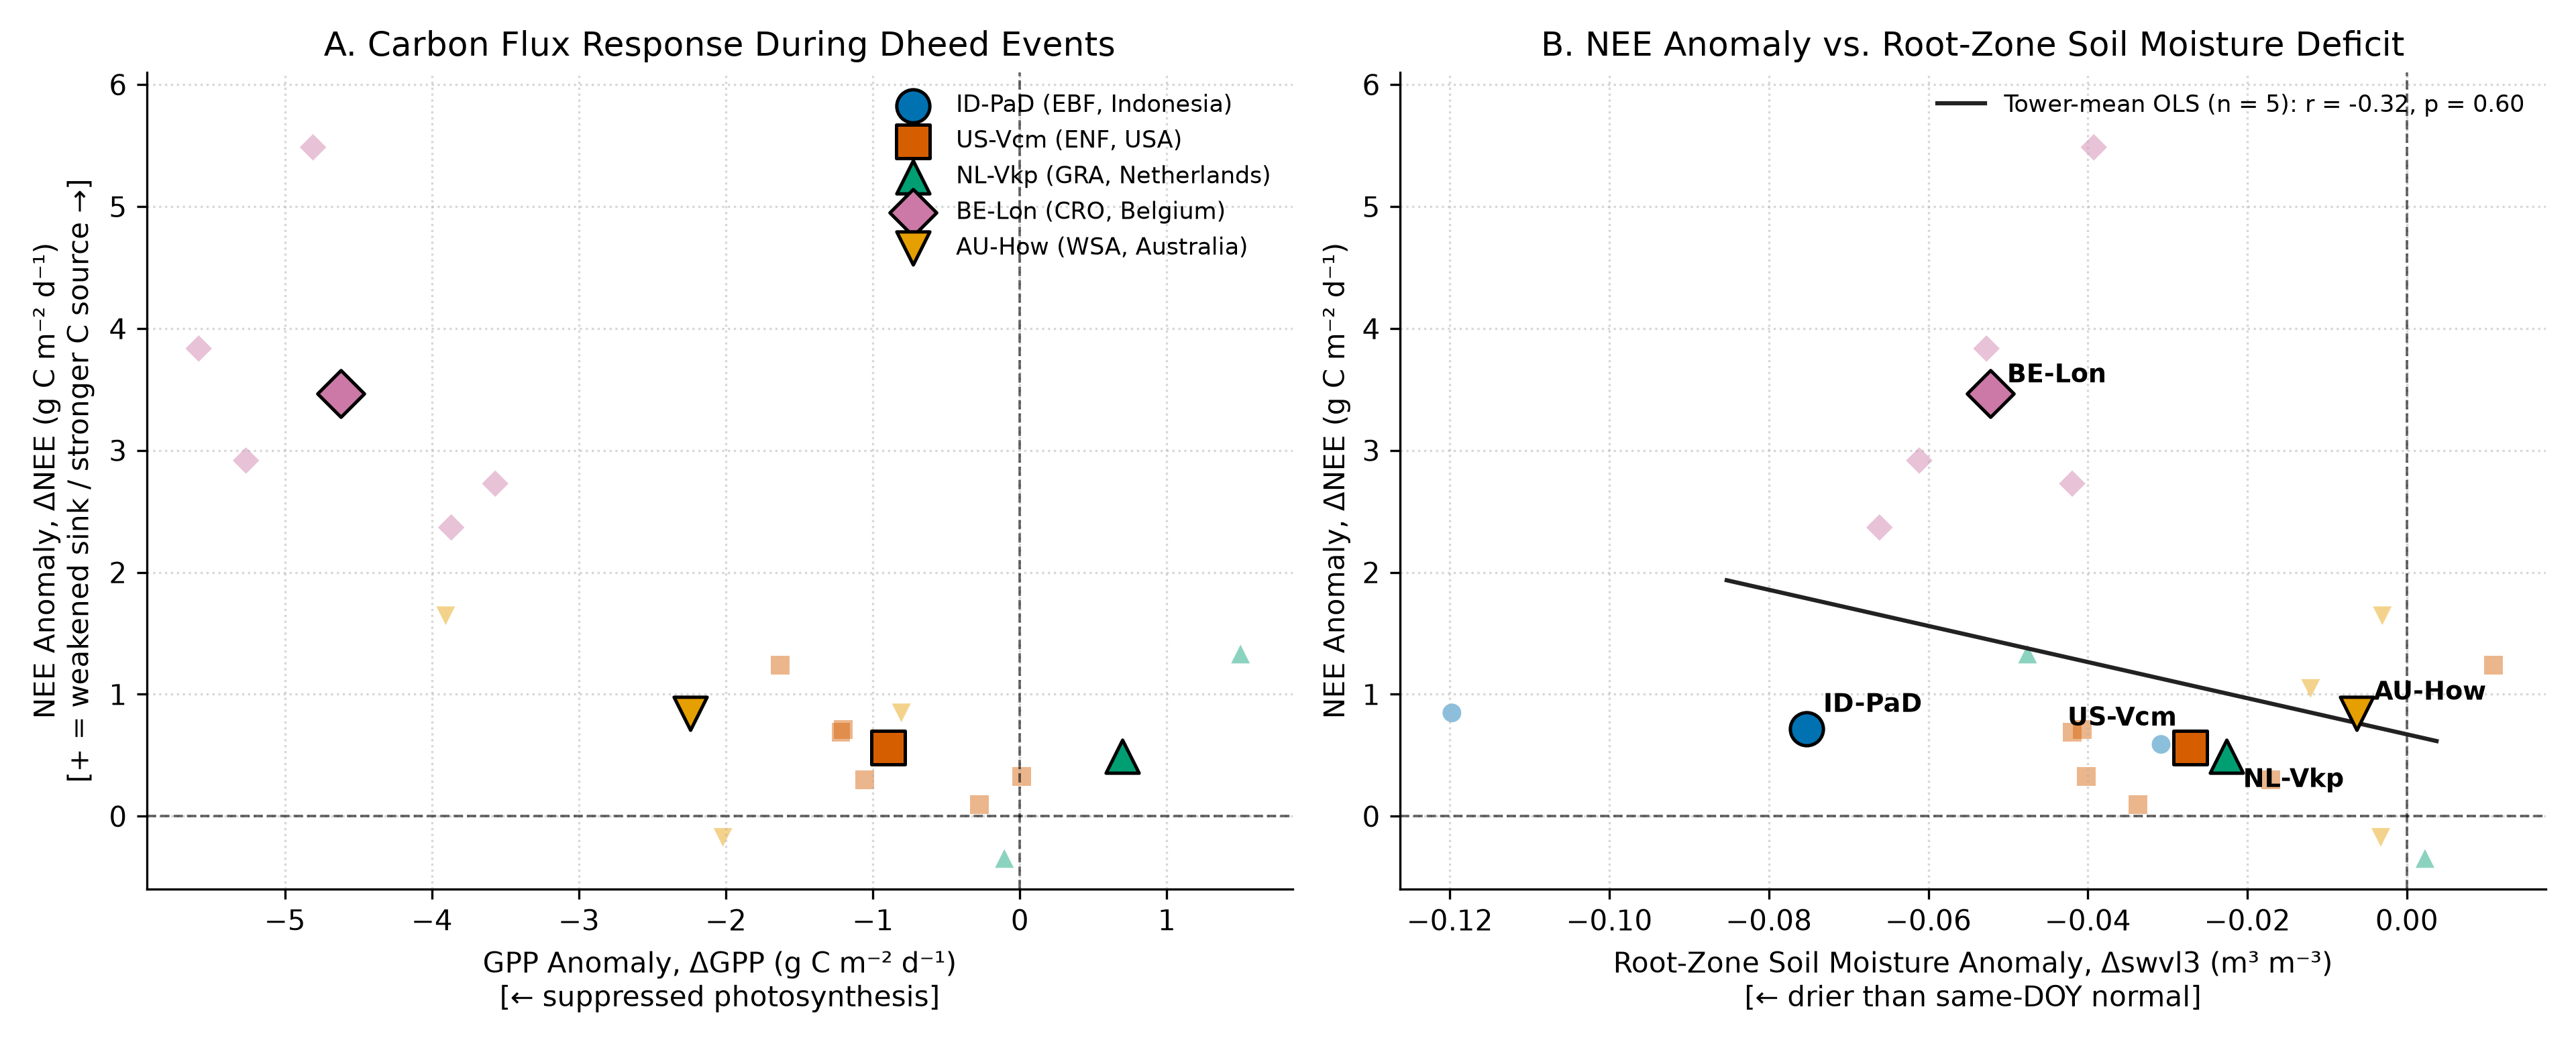 A. Carbon Flux Response During Dheed Events
NEE Anomaly, ΔNEE (g C m⁻² d⁻¹)
[+ = weakened sink / stronger C source →]
6
5
4
3
2
1
0
ID-PaD (EBF, Indonesia)
US-Vcm (ENF, USA)
NL-Vkp (GRA, Netherlands)
BE-Lon (CRO, Belgium)
AU-How (WSA, Australia)
−5 −4 −3 −2 −1 0 1
GPP Anomaly, ΔGPP (g C m⁻² d⁻¹)
[← suppressed photosynthesis]
B. NEE Anomaly vs. Root-Zone Soil Moisture Deficit
NEE Anomaly, ΔNEE (g C m⁻² d⁻¹)
6
5
4
3
2
1
0
Tower-mean OLS (n = 5): r = -0.32, p = 0.60
BE-Lon
AU-How
ID-PaD
US-Vcm
NL-Vkp
−0.12 −0.10 −0.08 −0.06 −0.04 −0.02 0.00
Root-Zone Soil Moisture Anomaly, Δswvl3 (m³ m⁻³)
[← drier than same-DOY normal]